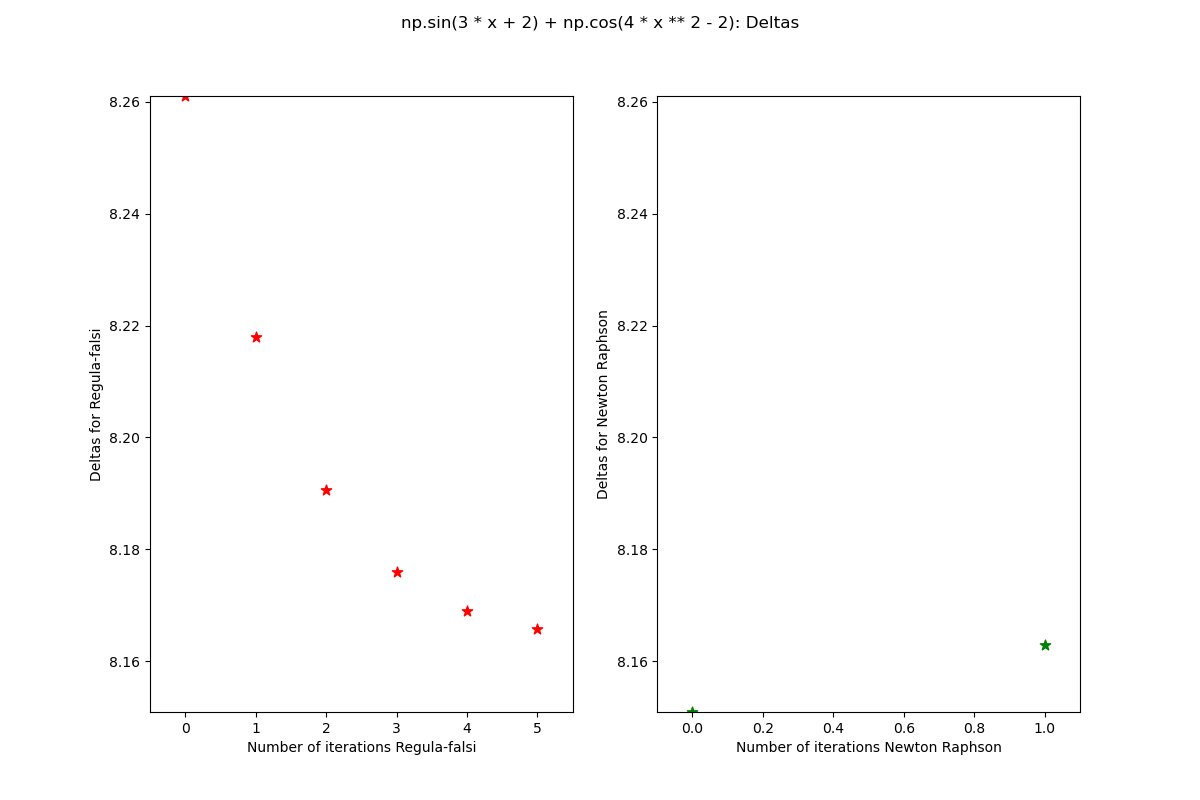 np.sin(3 * x + 2) + np.cos(4 * x ** 2 - 2): Deltas
8.26
8.24
8.22
8.20
8.18
8.16
Deltas for Regula-falsi
0 1 2 3 4 5
Number of iterations Regula-falsi
8.26
8.24
8.22
8.20
8.18
8.16
Deltas for Newton Raphson
0.0 0.2 0.4 0.6 0.8 1.0
Number of iterations Newton Raphson